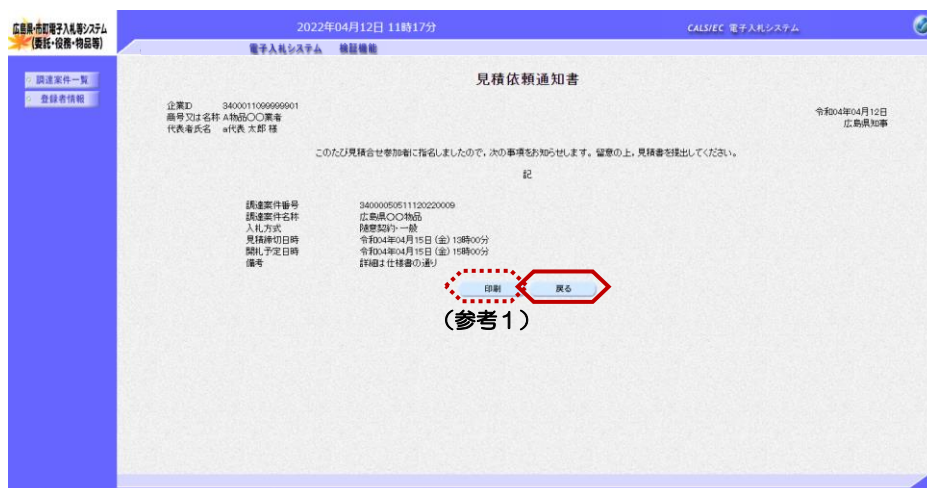 広島県・市町電子入札等システム
(委託・役務・物品等)
2022年04月12日 11時17分
CALS/EC 電子入札システム
電子入札システム 検証機能
調達案件一覧
登録者情報
見積依頼通知書
企業ID 3400011099999901
商号又は名称 A物品〇〇業者
代表者氏名 a代表 太郎 様
令和04年04月12日
広島県知事
このたび見積合せ参加者に指名しましたので，次の事項をお知らせします。留意の上，見積書を提出してください。
記
調達案件番号 34000050511120220009
調達案件名称 広島県〇〇物品
入札方式 随意契約・一般
見積締切日時 令和04年04月15日（金）13時00分
開札予定日時 令和04年04月15日（金）15時00分
備考 詳細は仕様書の通り
印刷 戻る
（参考１）